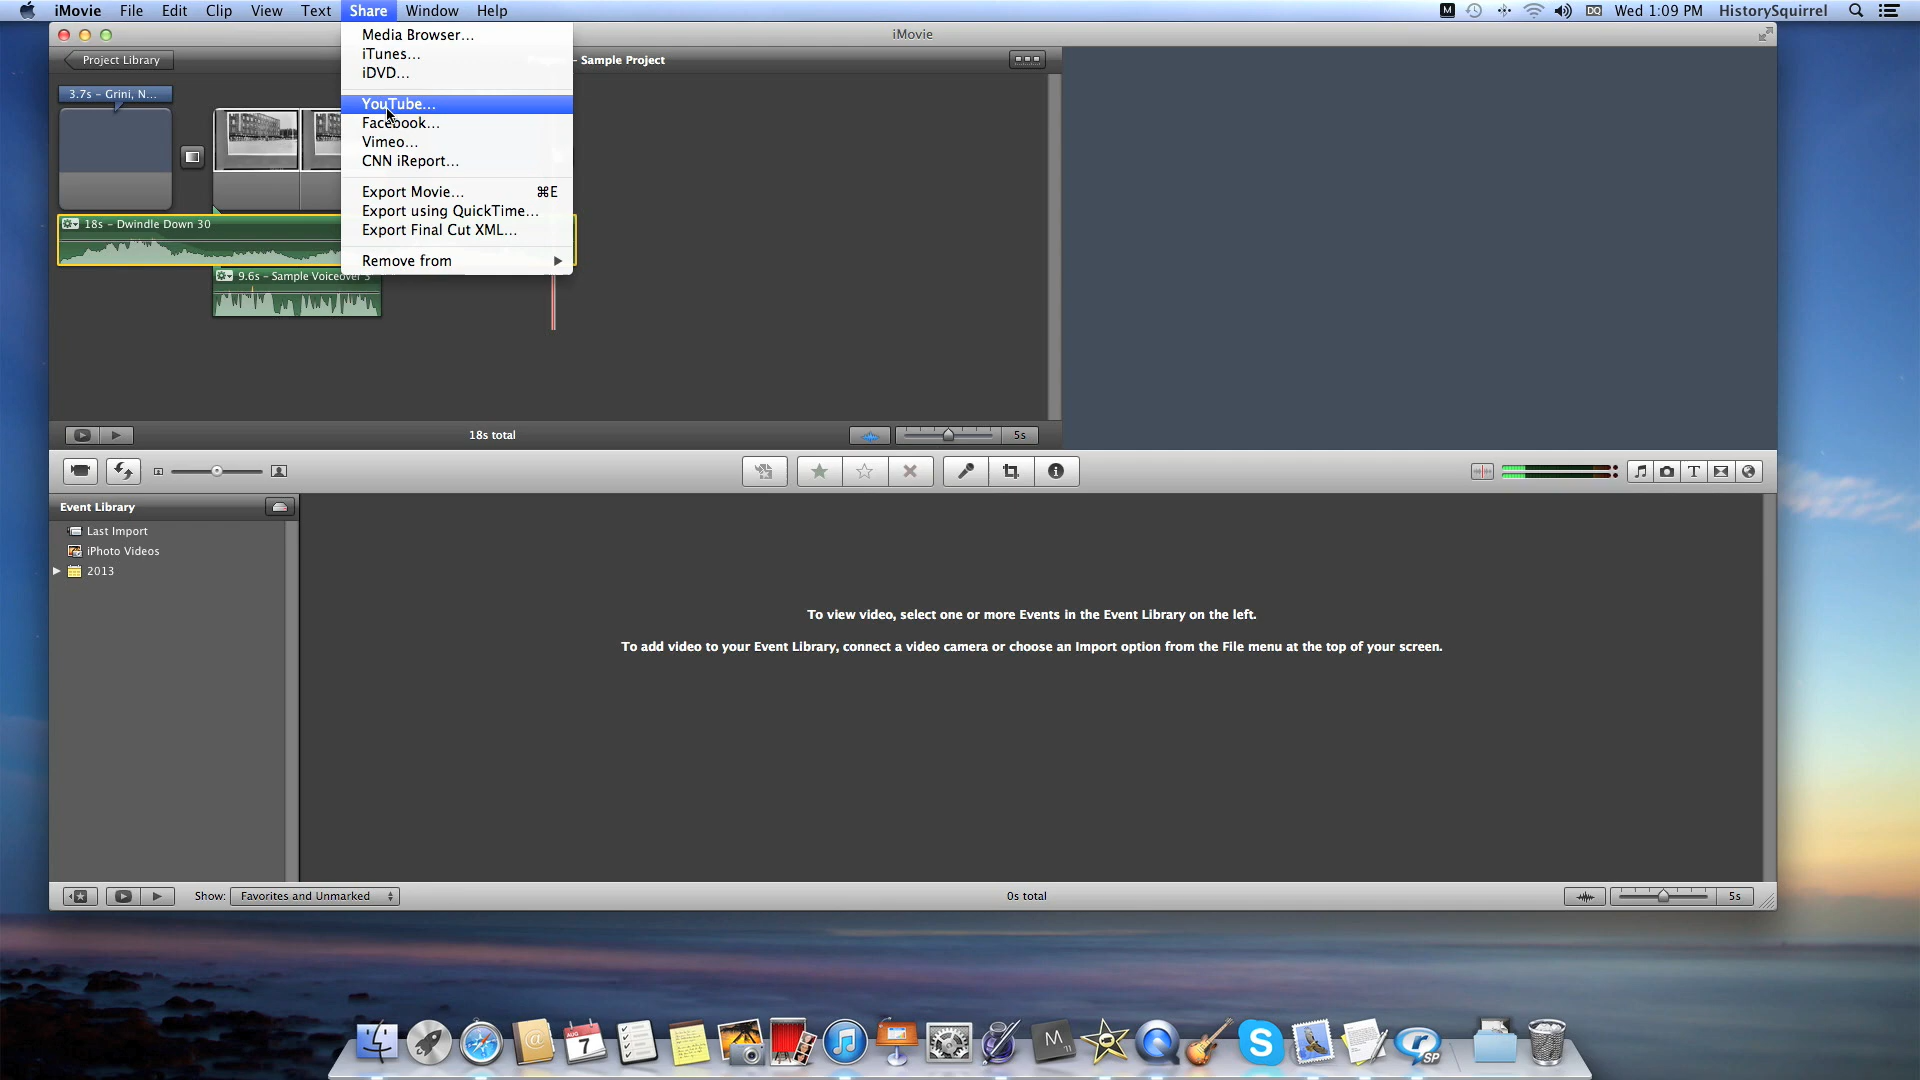 iMovie File Edit Clip View Text Share Window Help
M DQ Wed 1:09 PM HistorySquirrel
iMovie
Project Library
– Sample Project
Media Browser…
iTunes…
iDVD…
YouTube…
Facebook…
Vimeo…
CNN iReport…
Export Movie… ⌘E
Export using QuickTime…
Export Final Cut XML…
Remove from
3.7s – Grini, N…
18s – Dwindle Down 30
9.6s – Sample Voiceover S
18s total
5s
Event Library
Last Import
iPhoto Videos
2013
To view video, select one or more Events in the Event Library on the left.
To add video to your Event Library, connect a video camera or choose an Import option from the File menu at the top of your screen.
Show: Favorites and Unmarked
0s total
5s
AUG
7
M
11
S
SP